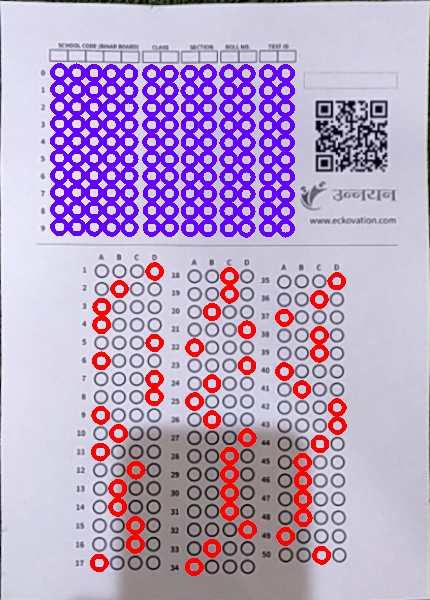 SCHOOL CODE (BIHAR BOARD) CLASS SECTION ROLL NO. TEST ID
0
1
2
3
4
5
6
7
8
9
उन्नयन
www.eckovation.com
A B C D A B C D A B C D
1 18 35
2 19 36
3 20 37
4 21 38
5 22 39
6 23 40
7 24 41
8 25 42
9 26 43
10 27 44
11 28 45
12 29 46
13 30 47
14 31 48
15 32 49
16 33 50
17 34